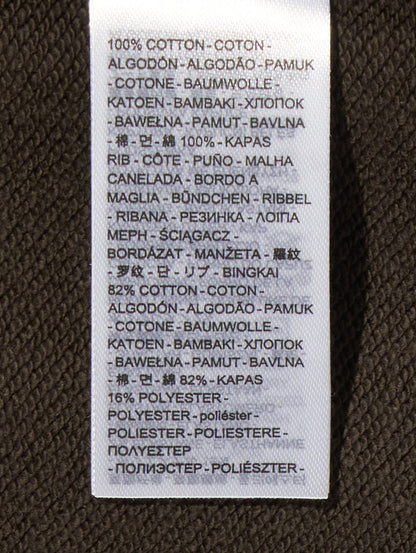 100% COTTON - COTON -
ALGODÓN - ALGODÃO - PAMUK
- COTONE - BAUMWOLLE -
KATOEN - BAMBAKI - ХЛОПОК
- BAWEŁNA - PAMUT - BAVLNA
- 棉 - 면 - 綿 100% - KAPAS
RIB - CÔTE - PUÑO - MALHA
CANELADA - BORDO A
MAGLIA - BÜNDCHEN - RIBBEL
- RIBANA - РЕЗИНКА - ΛΟΙΠΑ
ΜΕΡΗ - ŚCIĄGACZ -
BORDÁZAT - MANŽETA - 羅紋
- 罗纹 - 단 - リブ - BINGKAI
82% COTTON - COTON -
ALGODÓN - ALGODÃO - PAMUK
- COTONE - BAUMWOLLE -
KATOEN - BAMBAKI - ХЛОПОК
- BAWEŁNA - PAMUT - BAVLNA
- 棉 - 면 - 綿 82% - KAPAS
16% POLYESTER -
POLYESTER - poliéster -
POLIESTER - POLIESTERE -
ΠΟΛΥΕΣΤΕΡ
- ПОЛИЭСТЕР - POLIÉSZTER -